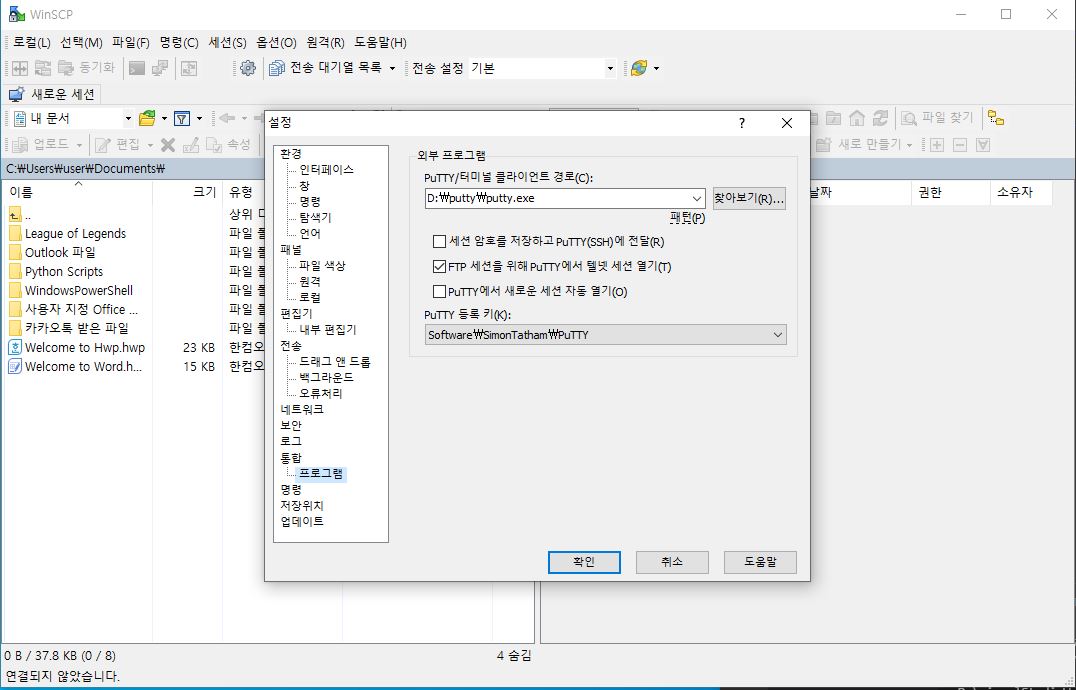 WinSCP
로컬(L) 선택(M) 파일(F) 명령(C) 세션(S) 옵션(O) 원격(R) 도움말(H)
동기화 전송 대기열 목록 전송 설정 기본
새로운 세션
내 문서 파일 찾기
업로드 편집 속성 새로 만들기
C:₩Users₩user₩Documents₩
이름 크기 유형 날짜 권한 소유자
..
League of Legends 파일
Outlook 파일 파일
Python Scripts 파일
WindowsPowerShell 파일
사용자 지정 Office ... 파일
카카오톡 받은 파일 파일
Welcome to Hwp.hwp 23 KB 한컴오
Welcome to Word.h... 15 KB 한컴오
설정
?
환경
인터페이스
창
명령
탐색기
언어
패널
파일 색상
원격
로컬
편집기
내부 편집기
전송
드래그 앤 드롭
백그라운드
오류처리
네트워크
보안
로그
통합
프로그램
명령
저장위치
업데이트
외부 프로그램
PuTTY/터미널 클라이언트 경로(C):
D:₩putty₩putty.exe 찾아보기(R)...
패턴(P)
세션 암호를 저장하고 PuTTY(SSH)에 전달(R)
FTP 세션을 위해 PuTTY에서 텔넷 세션 열기(T)
PuTTY에서 새로운 세션 자동 열기(O)
PuTTY 등록 키(K):
Software₩SimonTatham₩PuTTY
확인 취소 도움말
0 B / 37.8 KB (0 / 8) 4 숨김
연결되지 않았습니다.